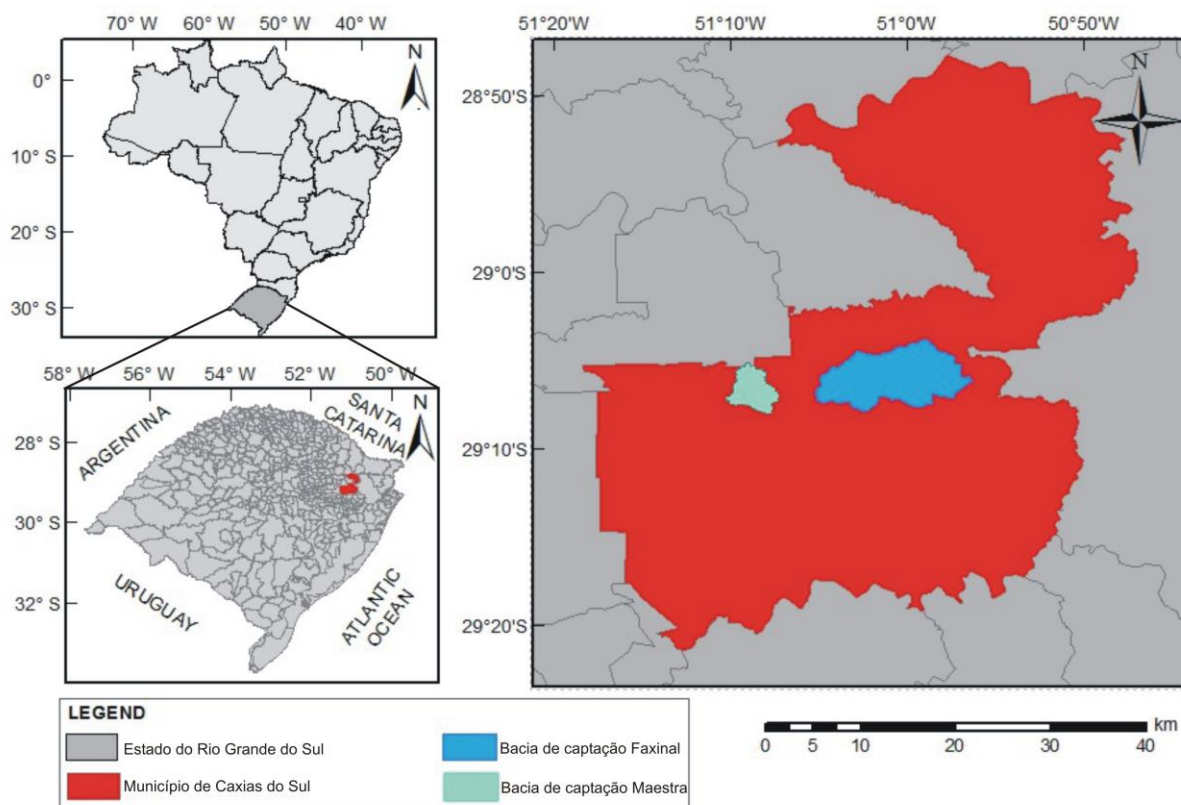 70° W 60° W 50° W 40° W
N
0°
10° S
20° S
30° S
58° W 56° W 54° W 52° W 50° W
N
28° S
30° S
32° S
ARGENTINA
SANTA
CATARINA
URUGUAY
ATLANTIC
OCEAN
51°20'W 51°10'W 51°0'W 50°50'W
N
28°50'S
29°0'S
29°10'S
29°20'S
LEGEND
Estado do Rio Grande do Sul
Município de Caxias do Sul
Bacia de captação Faxinal
Bacia de captação Maestra
km
0 5 10 20 30 40